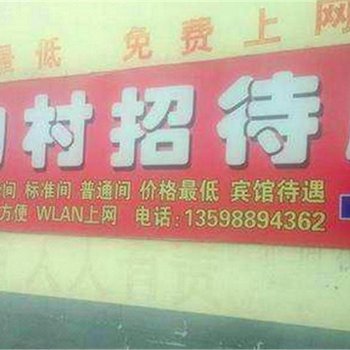 最低 免费上网
村招待
间 标准间 普通间 价格最低 宾馆待遇
方便 WLAN上网 电话:13598894362